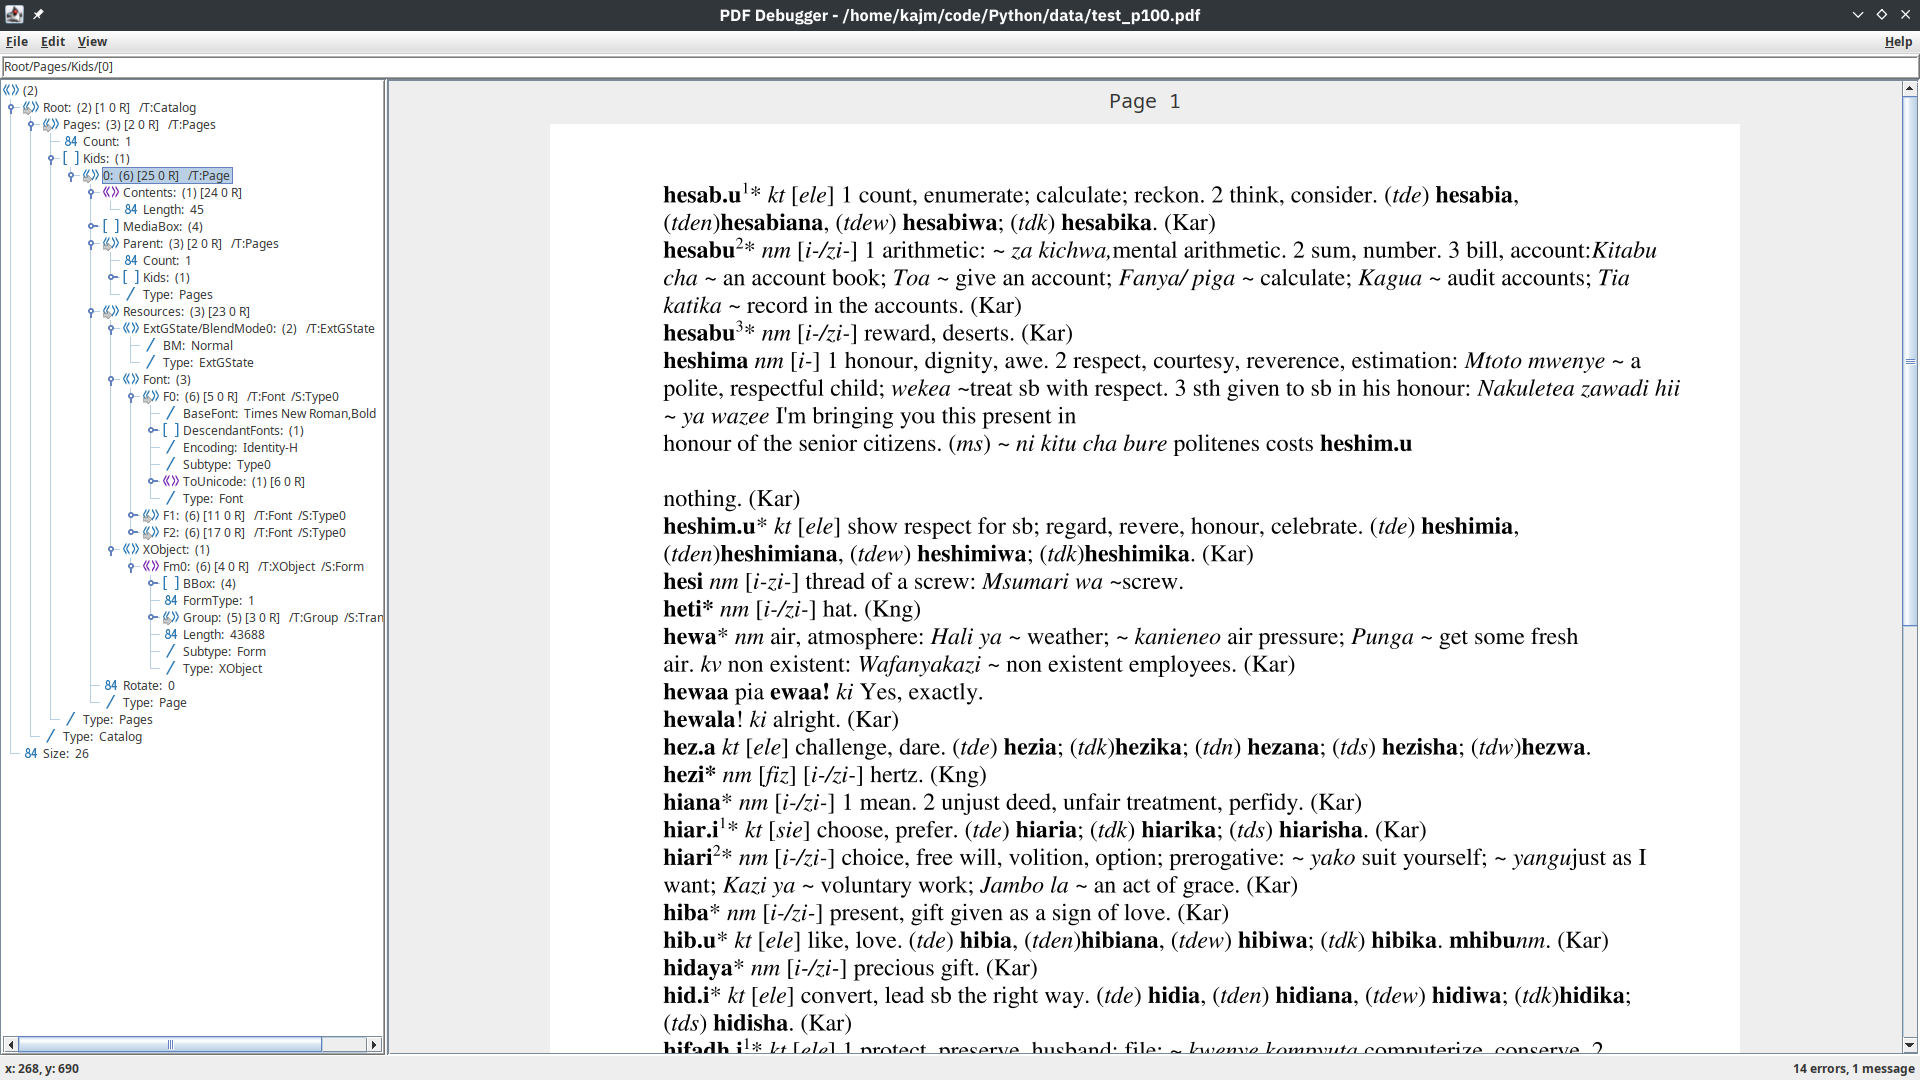 PDF Debugger - /home/kajm/code/Python/data/test_p100.pdf
File Edit View Help
Root/Pages/Kids/[0]
(2)
Root: (2) [1 0 R] /T:Catalog
Pages: (3) [2 0 R] /T:Pages
84 Count: 1
[ ] Kids: (1)
0: (6) [25 0 R] /T:Page
Contents: (1) [24 0 R]
84 Length: 45
[ ] MediaBox: (4)
Parent: (3) [2 0 R] /T:Pages
84 Count: 1
[ ] Kids: (1)
/ Type: Pages
Resources: (3) [23 0 R]
ExtGState/BlendMode0: (2) /T:ExtGState
/ BM: Normal
/ Type: ExtGState
Font: (3)
F0: (6) [5 0 R] /T:Font /S:Type0
/ BaseFont: Times New Roman,Bold
[ ] DescendantFonts: (1)
/ Encoding: Identity-H
/ Subtype: Type0
ToUnicode: (1) [6 0 R]
/ Type: Font
F1: (6) [11 0 R] /T:Font /S:Type0
F2: (6) [17 0 R] /T:Font /S:Type0
XObject: (1)
Fm0: (6) [4 0 R] /T:XObject /S:Form
[ ] BBox: (4)
84 FormType: 1
Group: (5) [3 0 R] /T:Group /S:Tran
84 Length: 43688
/ Subtype: Form
/ Type: XObject
84 Rotate: 0
/ Type: Page
/ Type: Pages
/ Type: Catalog
84 Size: 26
Page 1
hesab.u¹* kt [ele] 1 count, enumerate; calculate; reckon. 2 think, consider. (tde) hesabia,
(tden)hesabiana, (tdew) hesabiwa; (tdk) hesabika. (Kar)
hesabu²* nm [i-/zi-] 1 arithmetic: ~ za kichwa,mental arithmetic. 2 sum, number. 3 bill, account:Kitabu
cha ~ an account book; Toa ~ give an account; Fanya/ piga ~ calculate; Kagua ~ audit accounts; Tia
katika ~ record in the accounts. (Kar)
hesabu³* nm [i-/zi-] reward, deserts. (Kar)
heshima nm [i-] 1 honour, dignity, awe. 2 respect, courtesy, reverence, estimation: Mtoto mwenye ~ a
polite, respectful child; wekea ~treat sb with respect. 3 sth given to sb in his honour: Nakuletea zawadi hii
~ ya wazee I'm bringing you this present in
honour of the senior citizens. (ms) ~ ni kitu cha bure politenes costs heshim.u
nothing. (Kar)
heshim.u* kt [ele] show respect for sb; regard, revere, honour, celebrate. (tde) heshimia,
(tden)heshimiana, (tdew) heshimiwa; (tdk)heshimika. (Kar)
hesi nm [i-zi-] thread of a screw: Msumari wa ~screw.
heti* nm [i-/zi-] hat. (Kng)
hewa* nm air, atmosphere: Hali ya ~ weather; ~ kanieneo air pressure; Punga ~ get some fresh
air. kv non existent: Wafanyakazi ~ non existent employees. (Kar)
hewaa pia ewaa! ki Yes, exactly.
hewala! ki alright. (Kar)
hez.a kt [ele] challenge, dare. (tde) hezia; (tdk)hezika; (tdn) hezana; (tds) hezisha; (tdw)hezwa.
hezi* nm [fiz] [i-/zi-] hertz. (Kng)
hiana* nm [i-/zi-] 1 mean. 2 unjust deed, unfair treatment, perfidy. (Kar)
hiar.i¹* kt [sie] choose, prefer. (tde) hiaria; (tdk) hiarika; (tds) hiarisha. (Kar)
hiari²* nm [i-/zi-] choice, free will, volition, option; prerogative: ~ yako suit yourself; ~ yangujust as I
want; Kazi ya ~ voluntary work; Jambo la ~ an act of grace. (Kar)
hiba* nm [i-/zi-] present, gift given as a sign of love. (Kar)
hib.u* kt [ele] like, love. (tde) hibia, (tden)hibiana, (tdew) hibiwa; (tdk) hibika. mhibunm. (Kar)
hidaya* nm [i-/zi-] precious gift. (Kar)
hid.i* kt [ele] convert, lead sb the right way. (tde) hidia, (tden) hidiana, (tdew) hidiwa; (tdk)hidika;
(tds) hidisha. (Kar)
hifadh.i¹* kt [ele] 1 protect, preserve, husband; file: ~ kwenye kompyuta computerize, conserve. 2
x: 268, y: 690
14 errors, 1 message